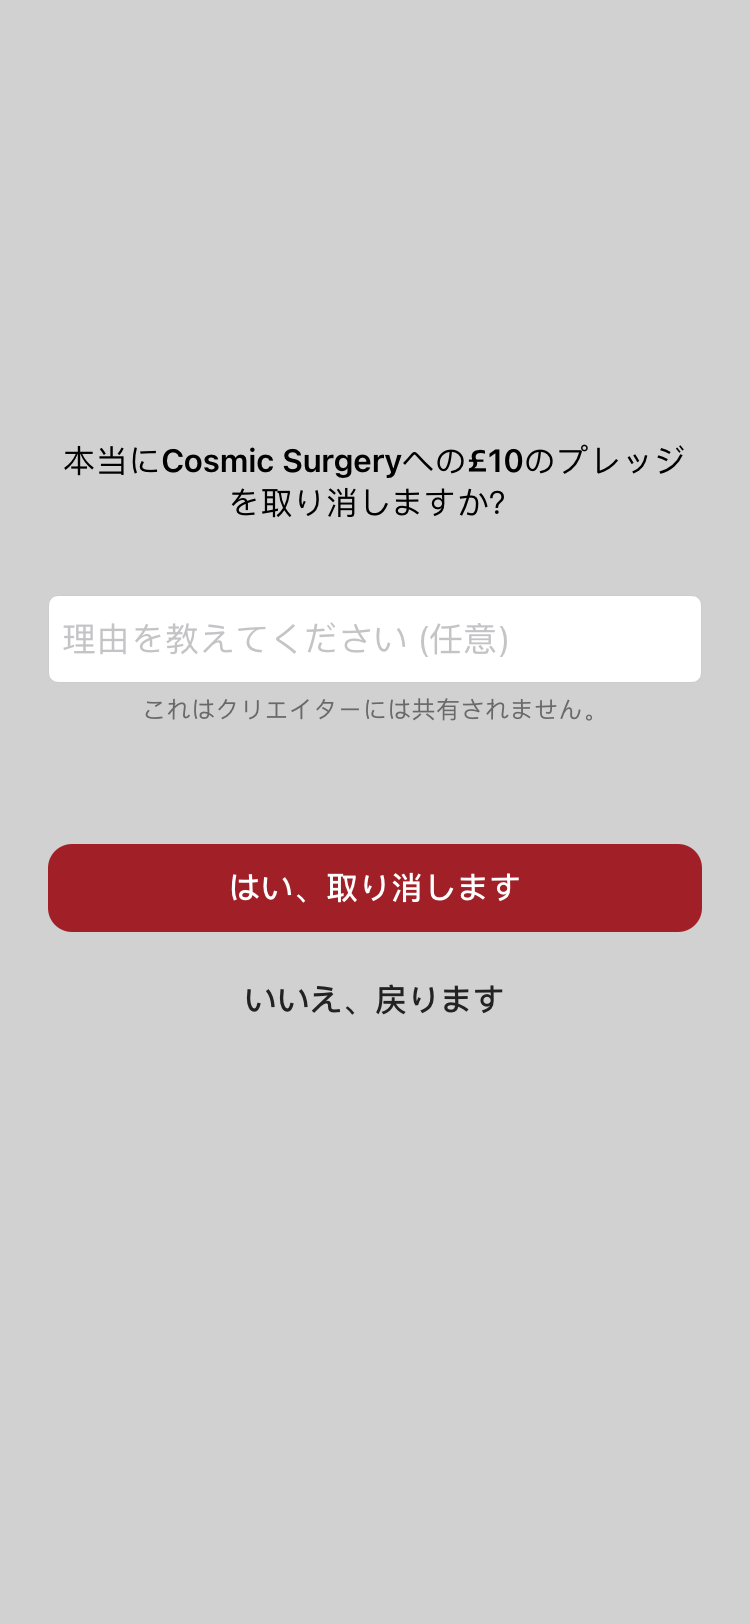 本当にCosmic Surgeryへの£10のプレッジ
を取り消しますか?
理由を教えてください (任意)
これはクリエイターには共有されません。
はい、取り消します
いいえ、戻ります